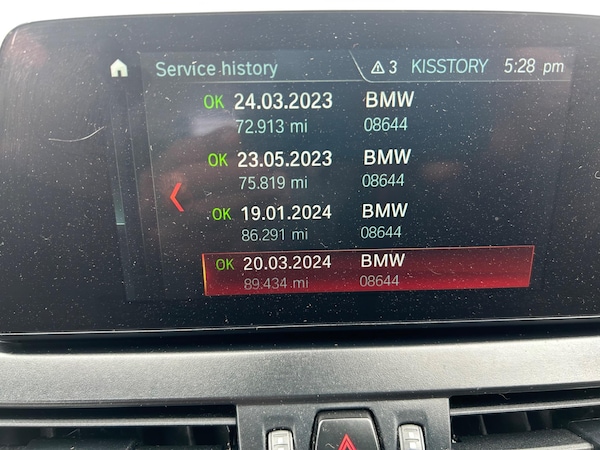 Service history 3 KISSTORY 5:28 pm
OK 24.03.2023 BMW
72.913 mi 08644
OK 23.05.2023 BMW
75.819 mi 08644
OK 19.01.2024 BMW
86.291 mi 08644
OK 20.03.2024 BMW
89.434 mi 08644